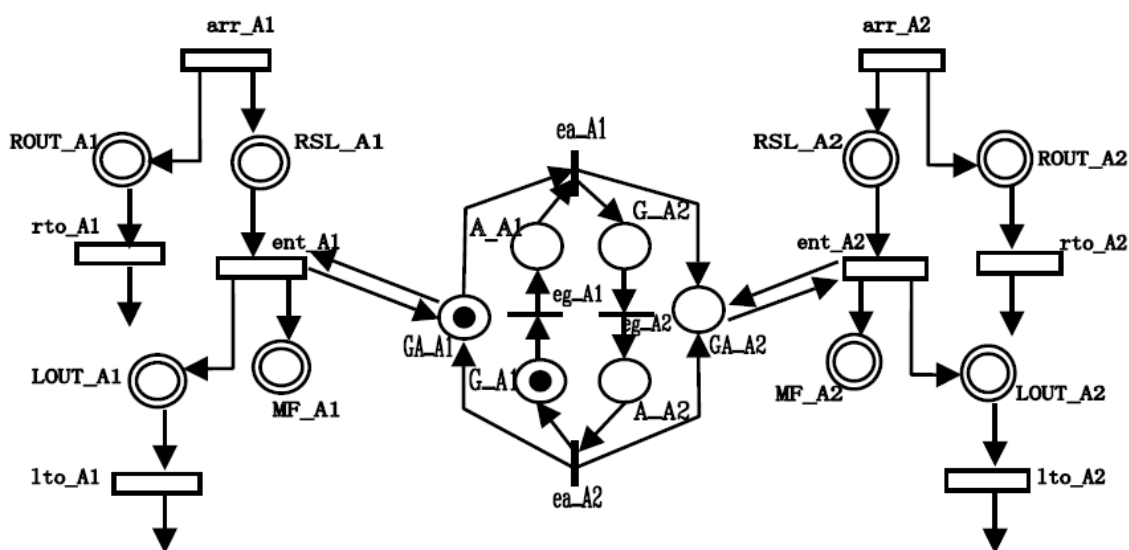 arr_A1
arr_A2
ROUT_A1
RSL_A1
ea_A1
RSL_A2
ROUT_A2
A_A1
G_A2
rto_A1
ent_A1
ent_A2
rto_A2
eg_A1
eg_A2
GA_A1
GA_A2
G_A1
A_A2
LOUT_A1
MF_A1
MF_A2
LOUT_A2
lto_A1
ea_A2
lto_A2